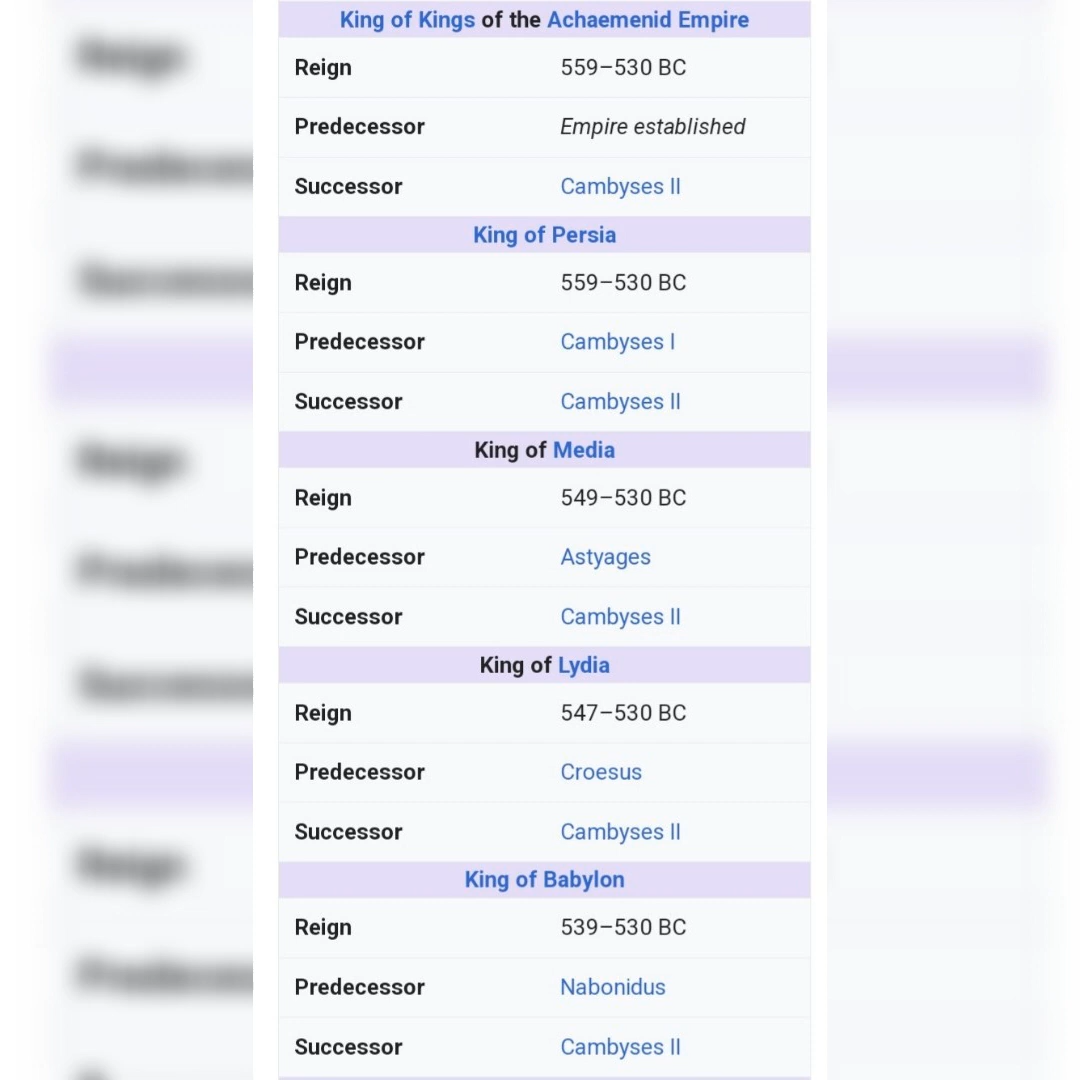 King of Kings of the Achaemenid Empire
Reign 559–530 BC
Predecessor Empire established
Successor Cambyses II
King of Persia
Reign 559–530 BC
Predecessor Cambyses I
Successor Cambyses II
King of Media
Reign 549–530 BC
Predecessor Astyages
Successor Cambyses II
King of Lydia
Reign 547–530 BC
Predecessor Croesus
Successor Cambyses II
King of Babylon
Reign 539–530 BC
Predecessor Nabonidus
Successor Cambyses II